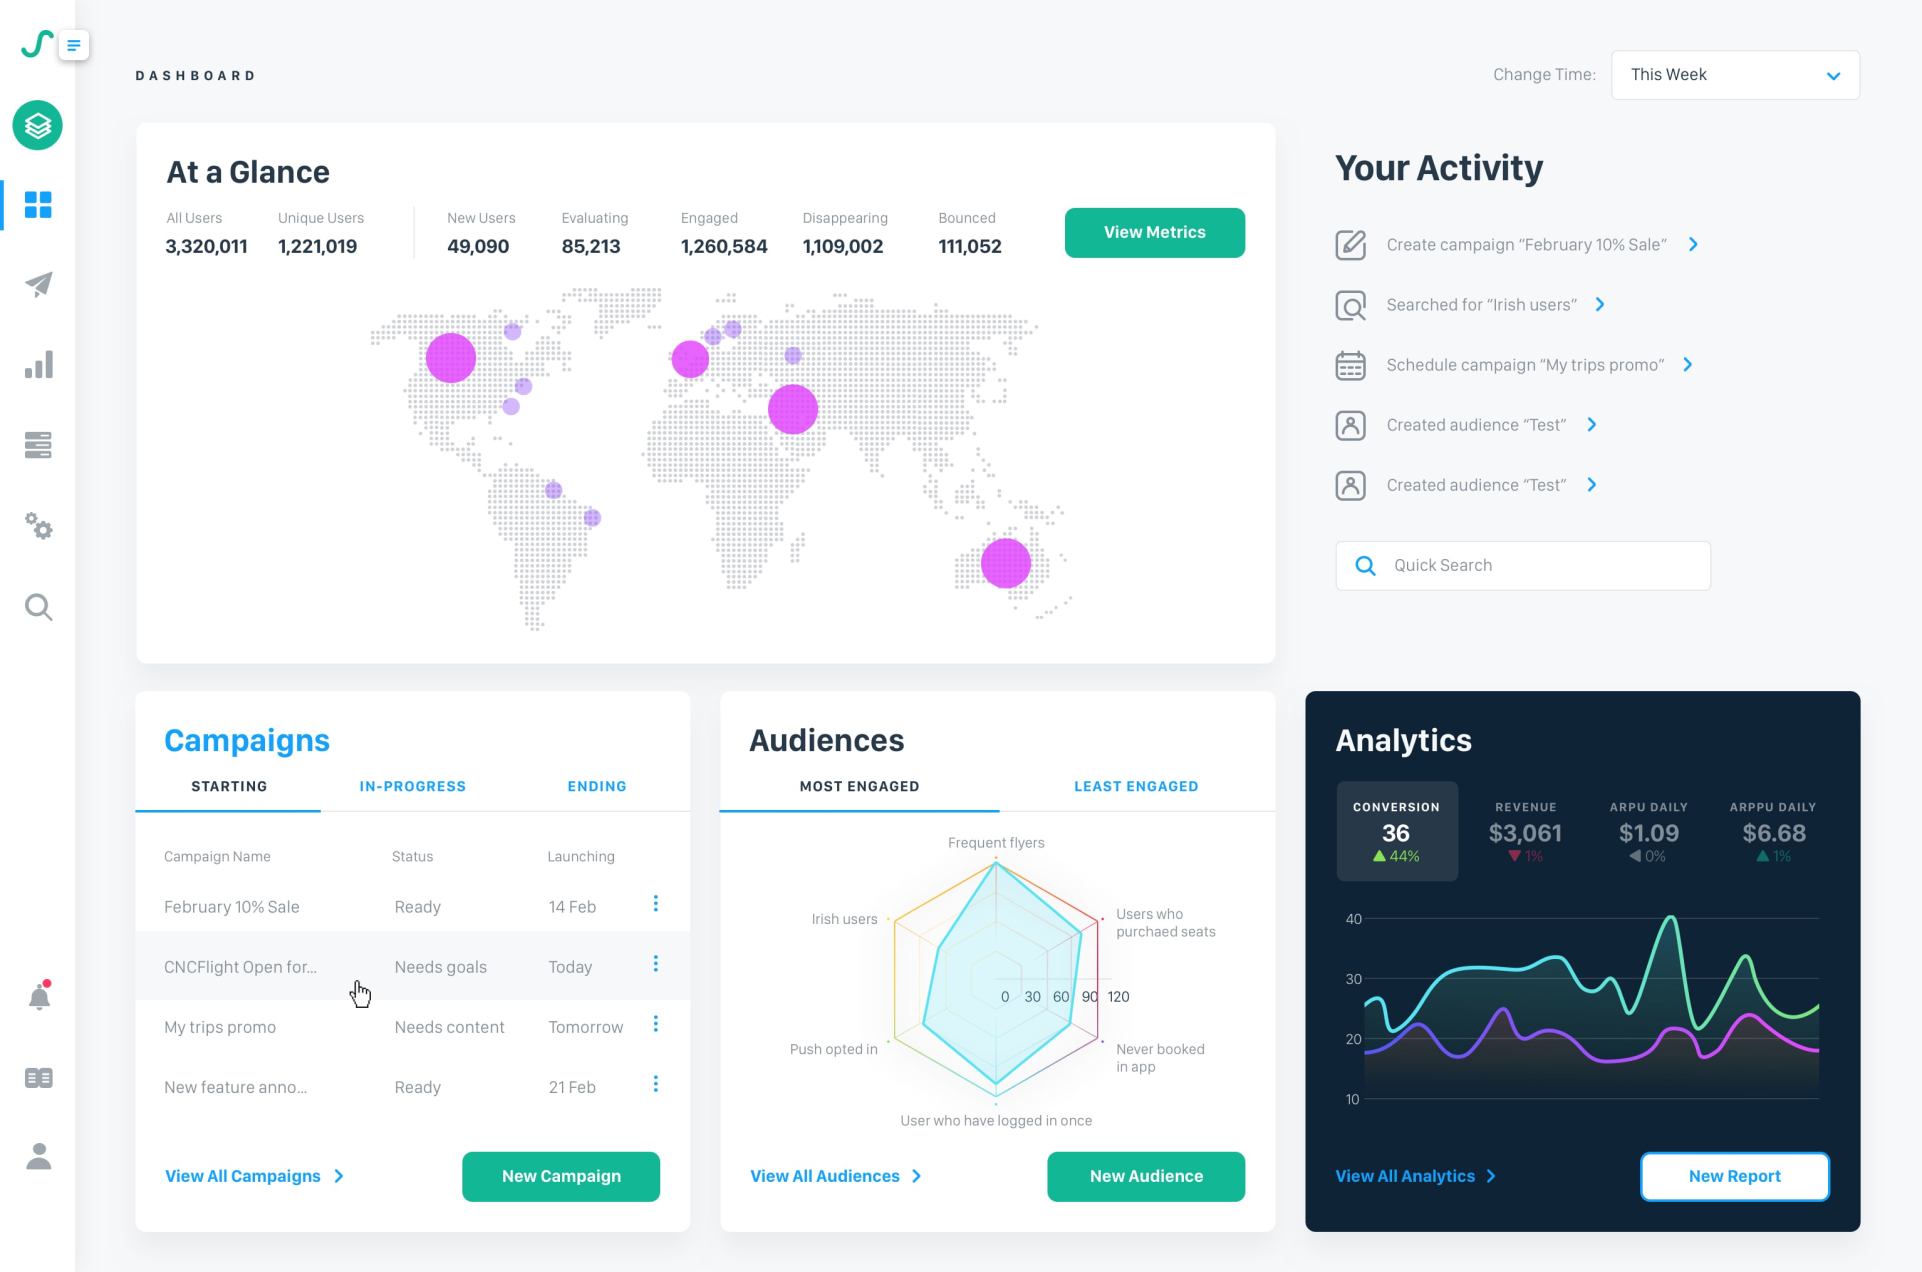 DASHBOARD
Change Time:
This Week
At a Glance
All Users
3,320,011
Unique Users
1,221,019
New Users
49,090
Evaluating
85,213
Engaged
1,260,584
Disappearing
1,109,002
Bounced
111,052
View Metrics
Your Activity
Create campaign “February 10% Sale”
Searched for “Irish users”
Schedule campaign “My trips promo”
Created audience “Test”
Created audience “Test”
Quick Search
Campaigns
STARTING
IN-PROGRESS
ENDING
Campaign Name Status Launching
February 10% Sale Ready 14 Feb
CNCFlight Open for... Needs goals Today
My trips promo Needs content Tomorrow
New feature anno... Ready 21 Feb
View All Campaigns
New Campaign
Audiences
MOST ENGAGED
LEAST ENGAGED
Frequent flyers
Irish users
Users who
purchaed seats
0 30 60 90 120
Push opted in
Never booked
in app
User who have logged in once
View All Audiences
New Audience
Analytics
CONVERSION
36
44%
REVENUE
$3,061
1%
ARPU DAILY
$1.09
0%
ARPPU DAILY
$6.68
1%
40
30
20
10
View All Analytics
New Report